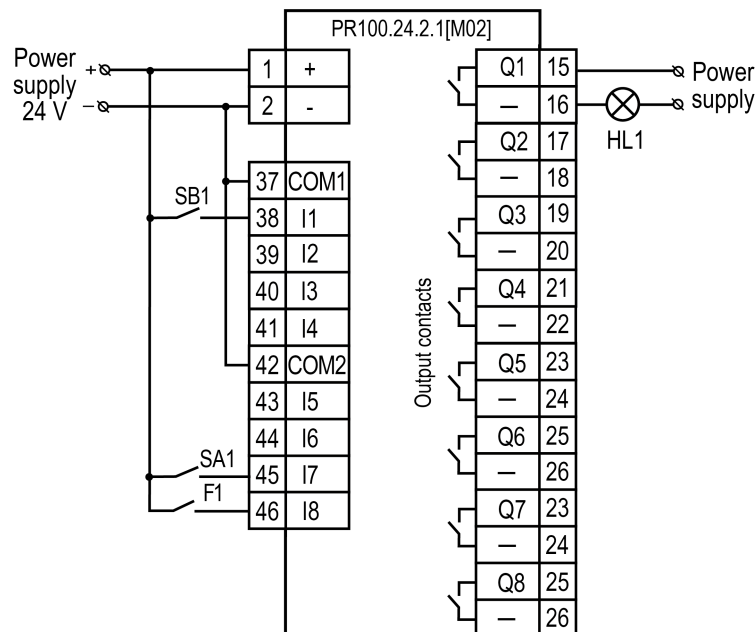 PR100.24.2.1[M02]
Power supply 24 V
+
–
1 +
2 -
37 COM1
38 I1
39 I2
40 I3
41 I4
42 COM2
43 I5
44 I6
45 I7
46 I8
SB1
SA1
F1
Output contacts
Q1 15
— 16
Q2 17
— 18
Q3 19
— 20
Q4 21
— 22
Q5 23
— 24
Q6 25
— 26
Q7 23
— 24
Q8 25
— 26
Power supply
HL1